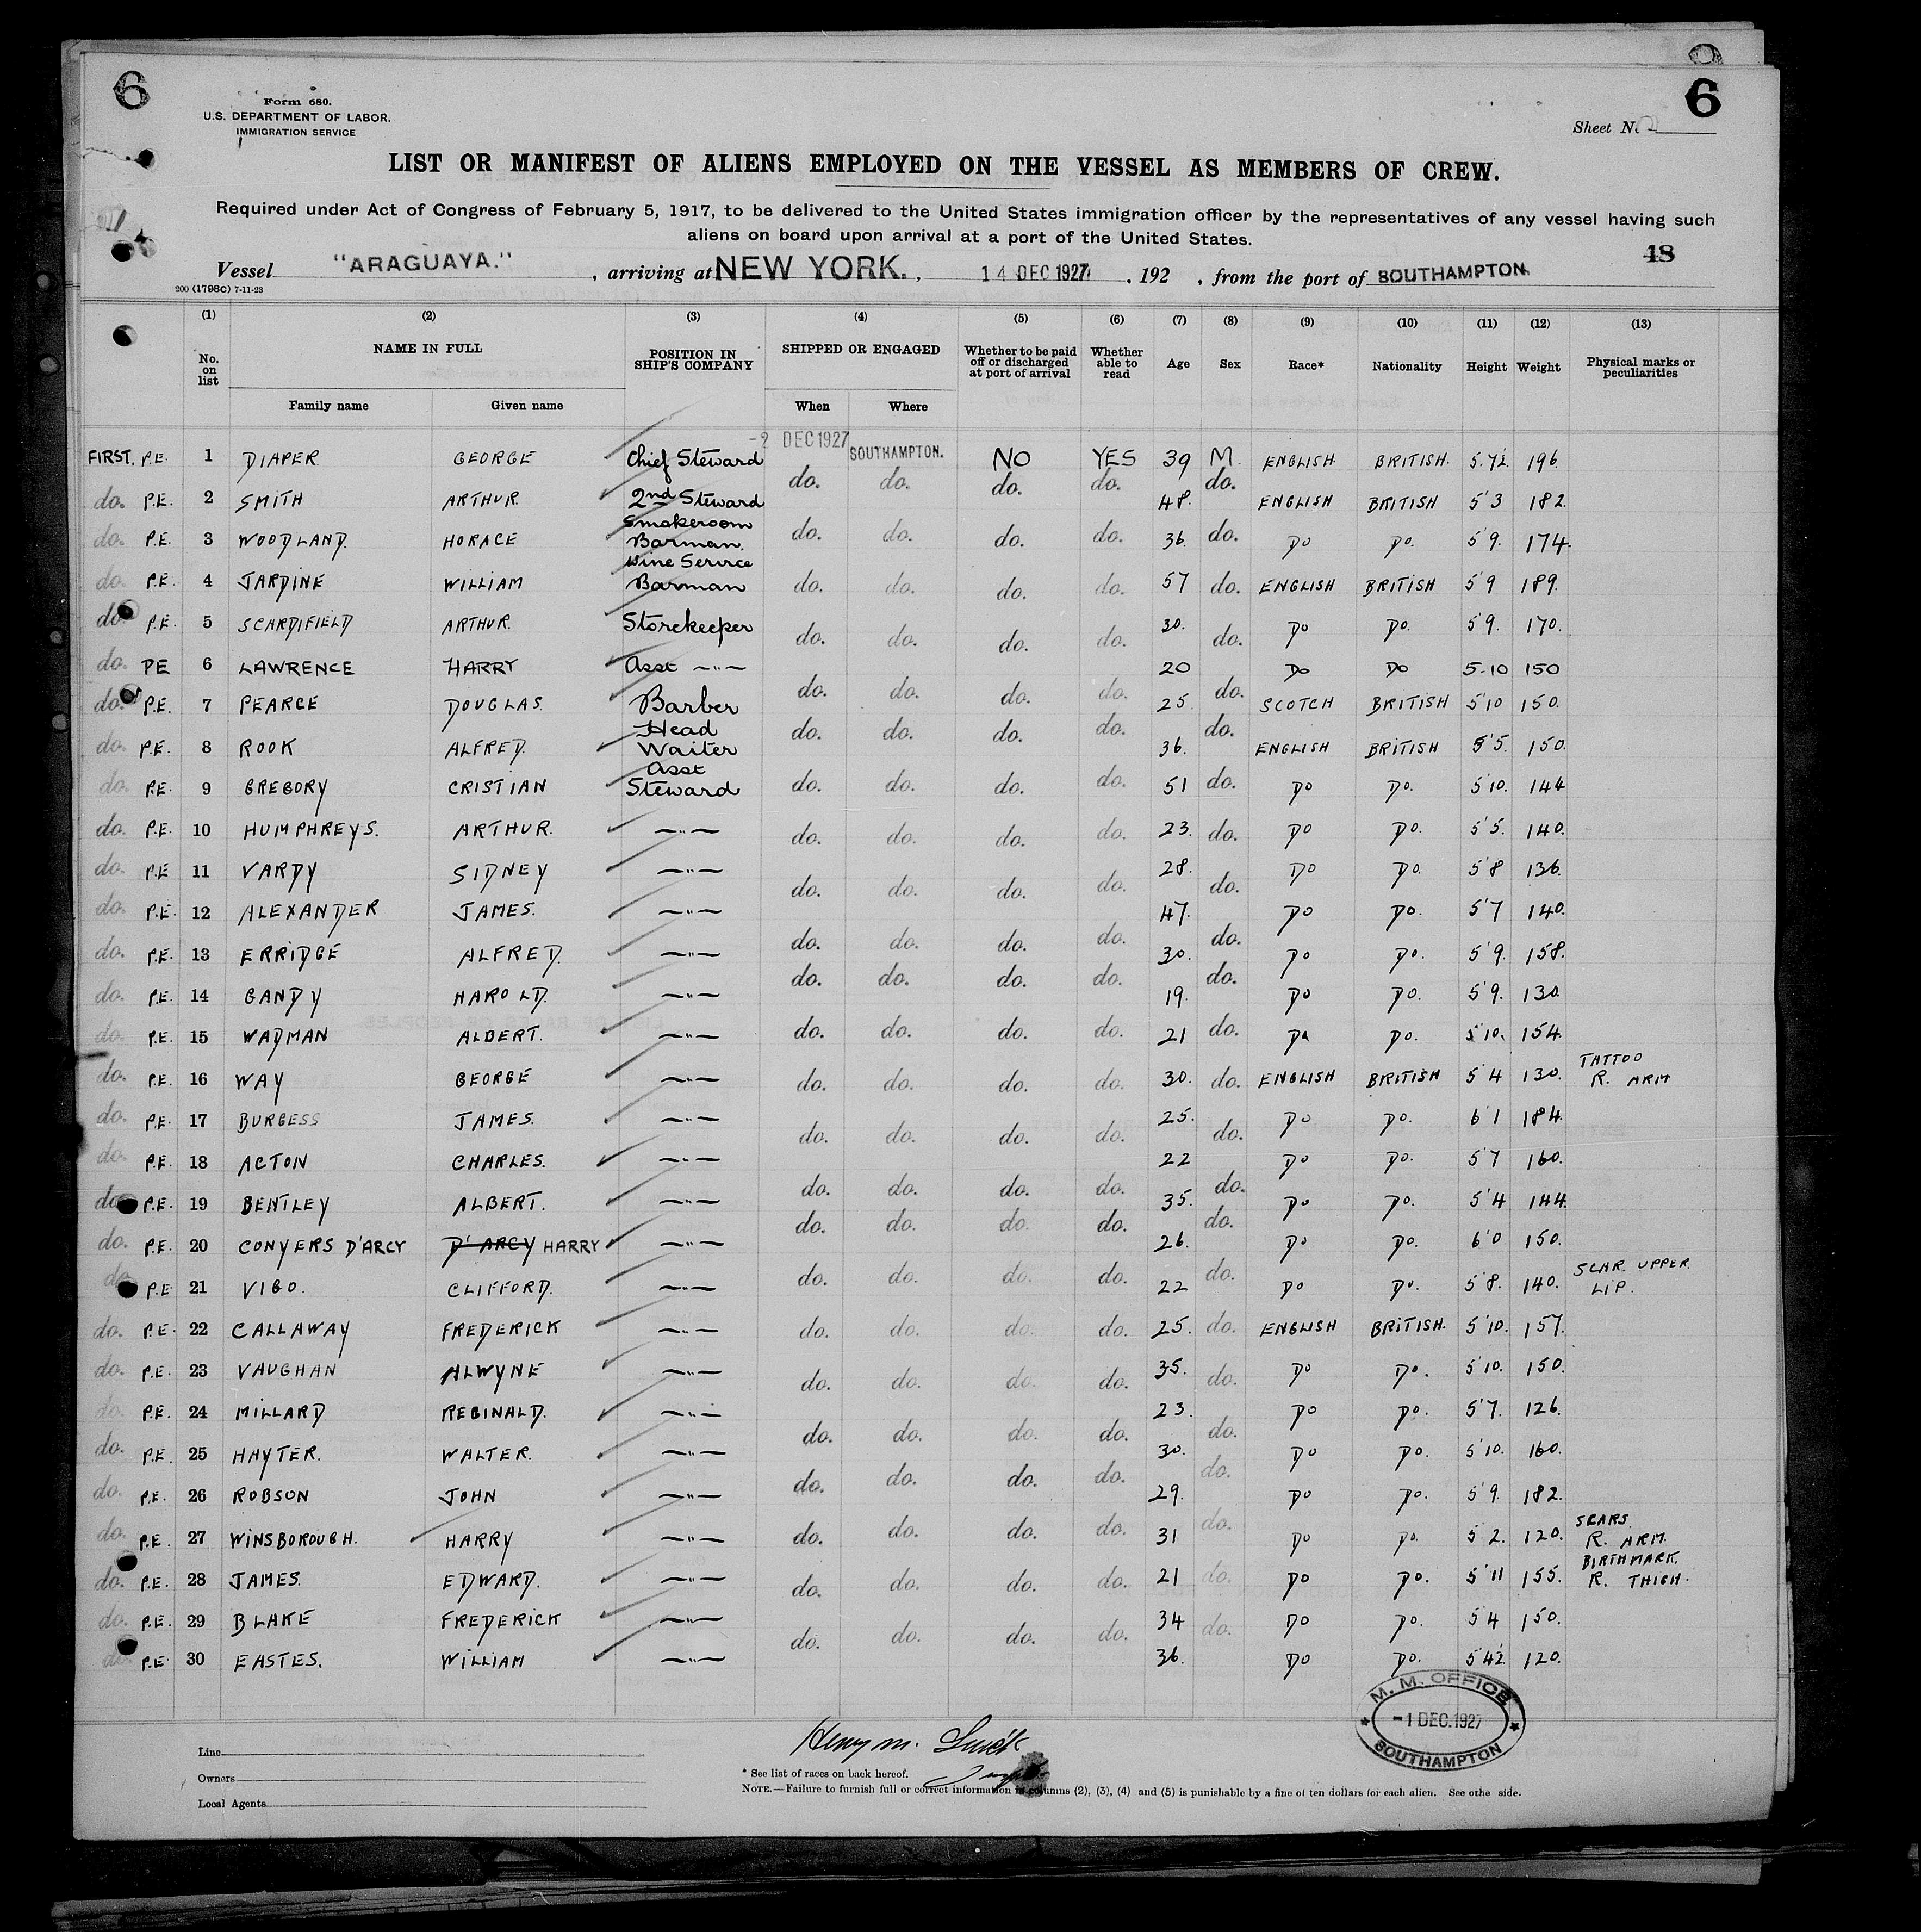 6
6
Form 680.
U.S. DEPARTMENT OF LABOR.
IMMIGRATION SERVICE
Sheet No.
LIST OR MANIFEST OF ALIENS EMPLOYED ON THE VESSEL AS MEMBERS OF CREW.
Required under Act of Congress of February 5, 1917, to be delivered to the United States immigration officer by the representatives of any vessel having such
aliens on board upon arrival at a port of the United States.
18
Vessel "ARAGUAYA." , arriving at NEW YORK. , 14 DEC 1927 , 192 , from the port of SOUTHAMPTON.
200 (1798c) 7-11-23
(1) (2) (3) (4) (5) (6) (7) (8) (9) (10) (11) (12) (13)
No. on list NAME IN FULL POSITION IN SHIP'S COMPANY SHIPPED OR ENGAGED Whether to be paid off or discharged at port of arrival Whether able to read Age Sex Race* Nationality Height Weight Physical marks or peculiarities
Family name Given name When Where
FIRST. P.E. 1 DIAPER GEORGE Chief Steward -2 DEC 1927 SOUTHAMPTON. NO YES 39 M. ENGLISH BRITISH. 5.7½ 196.
do. P.E. 2 SMITH ARTHUR. 2nd Steward do. do. do. do. 48. do. ENGLISH BRITISH 5'3 182.
do. P.E. 3 WOODLAND. HORACE Smokeroom Barman. do. do. do. do. 36. do. DO DO. 5'9. 174.
do. P.E. 4 JARDINE WILLIAM Wine Service Barman do. do. do. do. 57 do. ENGLISH BRITISH 5'9 189.
do. P.E. 5 SCARDIFIELD ARTHUR. Storekeeper do. do. do. do. 30. do. DO DO. 5'9. 170.
do. PE 6 LAWRENCE HARRY Asst —"— 20 DO DO 5-10 150
do. P.E. 7 PEARCE DOUGLAS. Barber do. do. do. do. 25. do. SCOTCH BRITISH 5'10 150.
do. P.E. 8 ROOK ALFRED. Head Waiter do. do. do. do. 36. do. ENGLISH BRITISH 5'5. 150.
do. P.E. 9 GREGORY CRISTIAN Asst Steward do. do. do. do. 51 do. DO DO. 5'10. 144
do. P.E. 10 HUMPHREYS. ARTHUR. —"— do. do. do. do. 23. do. DO DO. 5'5. 140.
do. P.E 11 VARDY SIDNEY —"— do. do. do. do. 28. do. DO DO. 5'8 136.
do. P.E. 12 ALEXANDER JAMES. —"— do. do. do. do. 47. do. DO DO. 5'7 140.
do. P.E. 13 ERRIDGE ALFRED. —"— do. do. do. do. 30. do. DO DO. 5'9. 158.
do. P.E. 14 GANDY HAROLD. —"— do. do. do. do. 19. do. DO DO. 5'9. 130.
do. P.E. 15 WADMAN ALBERT. —"— do. do. do. do. 21 do. DO DO. 5'10. 154.
do. P.E. 16 WAY GEORGE —"— do. do. do. do. 30. do. ENGLISH BRITISH 5'4 130. TATTOO R. ARM
do. P.E. 17 BURGESS JAMES. —"— do. do. do. do. 25. do. DO DO. 6'1 184.
do. P.E. 18 ACTON CHARLES. —"— do. do. do. do. 22 do. DO DO. 5'7 160.
do. P.E. 19 BENTLEY ALBERT. —"— do. do. do. do. 35. do. DO DO. 5'4 144.
do. P.E. 20 CONYERS D'ARCY D'ARCY HARRY —"— do. do. do. do. 26. do. DO DO. 6'0 150.
do. P.E 21 VIGO. CLIFFORD. —"— do. do. do. do. 22 do. DO DO. 5'8. 140. SCAR UPPER LIP.
do. P.E. 22 CALLAWAY FREDERICK —"— do. do. do. do. 25. do. ENGLISH BRITISH. 5'10. 157.
do. P.E. 23 VAUGHAN ALWYNE —"— do. do. do. do. 35. do. DO DO. 5'10. 150.
do. P.E. 24 MILLARD REGINALD. —"— do. do. do. do. 23. do. DO DO. 5'7. 126.
do. P.E. 25 HAYTER. WALTER. —"— do. do. do. do. 30. do. DO DO. 5'10. 160.
do. P.E. 26 ROBSON JOHN —"— do. do. do. do. 29. do. DO DO. 5'9. 182.
do. P.E. 27 WINSBOROUGH. HARRY —"— do. do. do. do. 31 do. DO DO. 5'2. 120. SCARS R. ARM.
do. P.E. 28 JAMES. EDWARD. —"— do. do. do. do. 21 do. DO DO. 5'11 155. BIRTHMARK. R. THIGH.
do. P.E. 29 BLAKE FREDERICK —"— do. do. do. do. 34 do. DO DO. 5'4 150.
do. P.E. 30 EASTES. WILLIAM —"— 36. DO DO. 5'4½ 120.
M. M. OFFICE
-1 DEC. 1927
SOUTHAMPTON
Line
Owners
Local Agents
Henry M.
* See list of races on back hereof.
NOTE.—Failure to furnish full or correct information in columns (2), (3), (4) and (5) is punishable by a fine of ten dollars for each alien. See othe side.